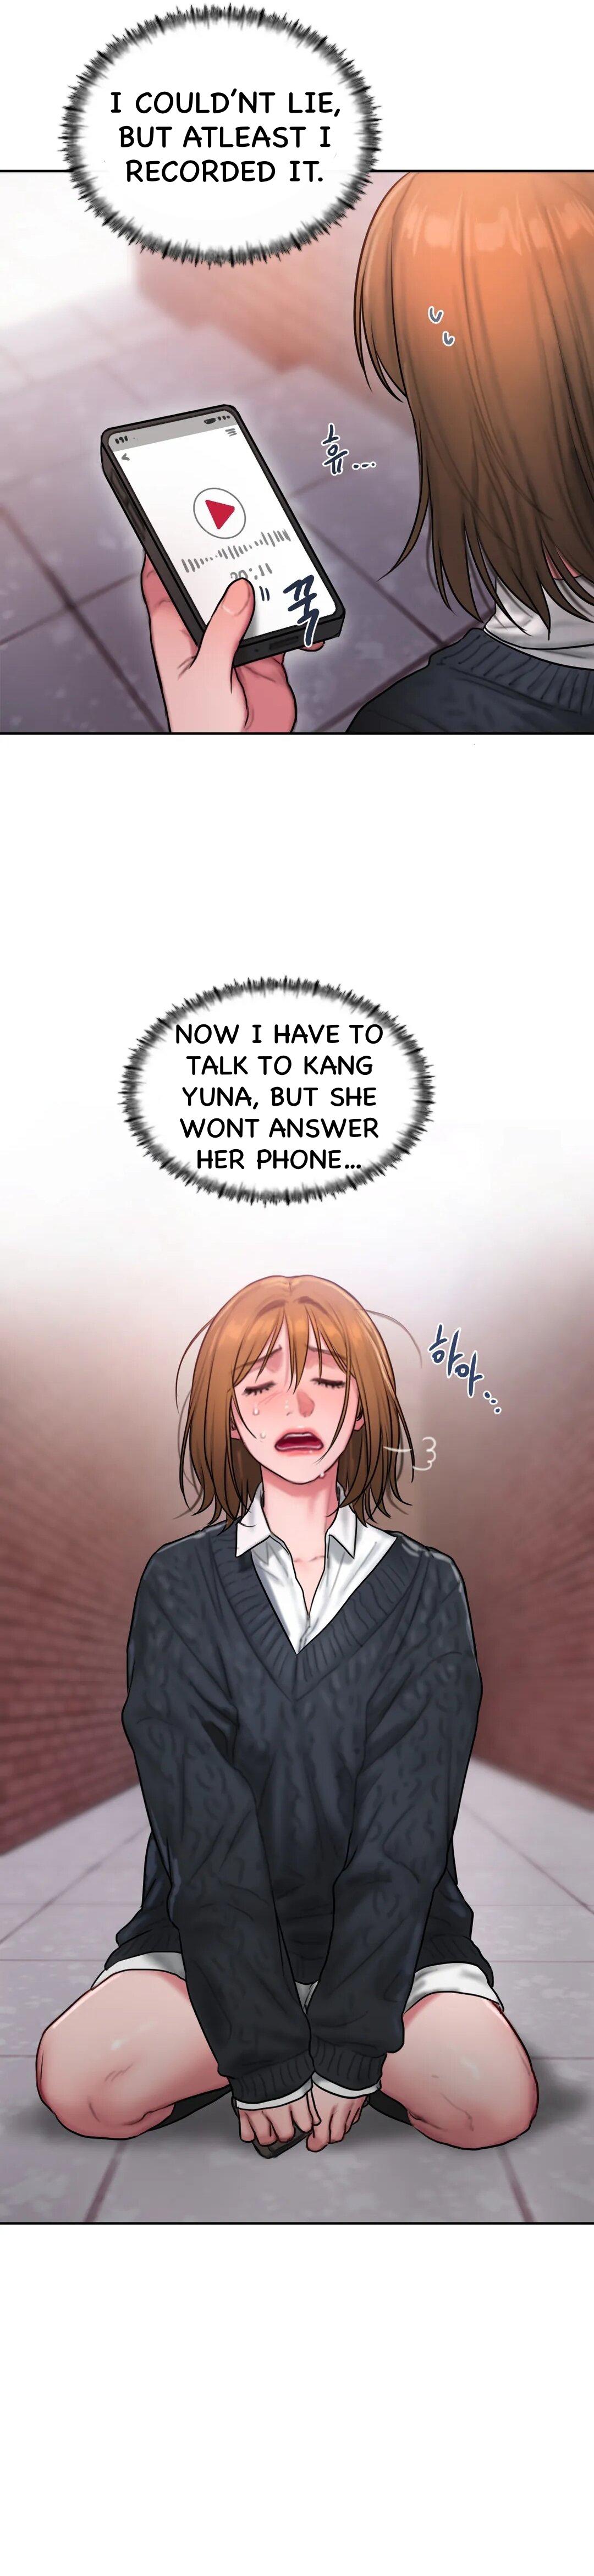 I COULD'NT LIE,
BUT ATLEAST I
RECORDED IT.
휴...
꾹
NOW I HAVE TO
TALK TO KANG
YUNA, BUT SHE
WONT ANSWER
HER PHONE...
하아...